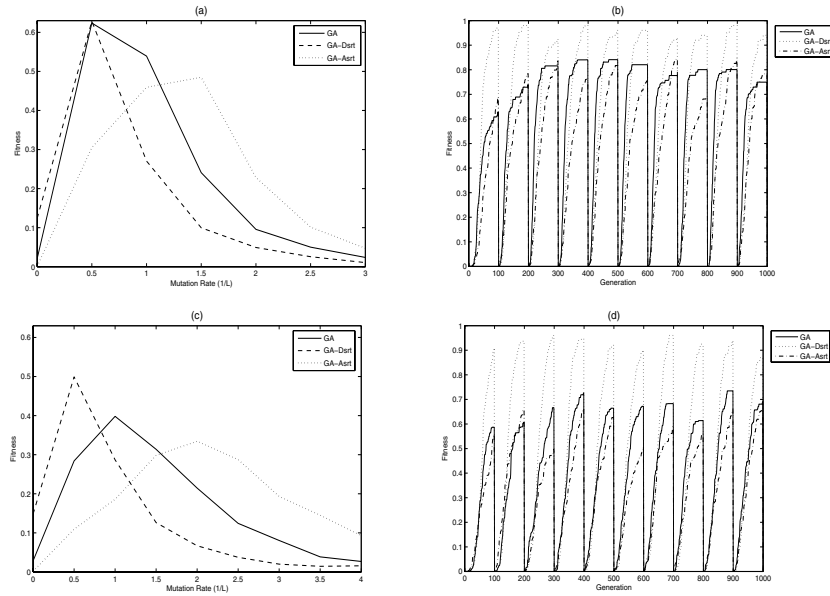 (a)
0.6
0.5
0.4
0.3
0.2
0.1
0
Fitness
0 0.5 1 1.5 2 2.5 3
Mutation Rate (1/L)
GA
GA-Dsrt
GA-Asrt
(b)
1
0.9
0.8
0.7
0.6
0.5
0.4
0.3
0.2
0.1
0
Fitness
0 100 200 300 400 500 600 700 800 900 1000
Generation
GA
GA-Dsrt
GA-Asrt
(c)
0.6
0.5
0.4
0.3
0.2
0.1
0
Fitness
0 0.5 1 1.5 2 2.5 3 3.5 4
Mutation Rate (1/L)
GA
GA-Dsrt
GA-Asrt
(d)
1
0.9
0.8
0.7
0.6
0.5
0.4
0.3
0.2
0.1
0
Fitness
0 100 200 300 400 500 600 700 800 900 1000
Generation
GA
GA-Dsrt
GA-Asrt